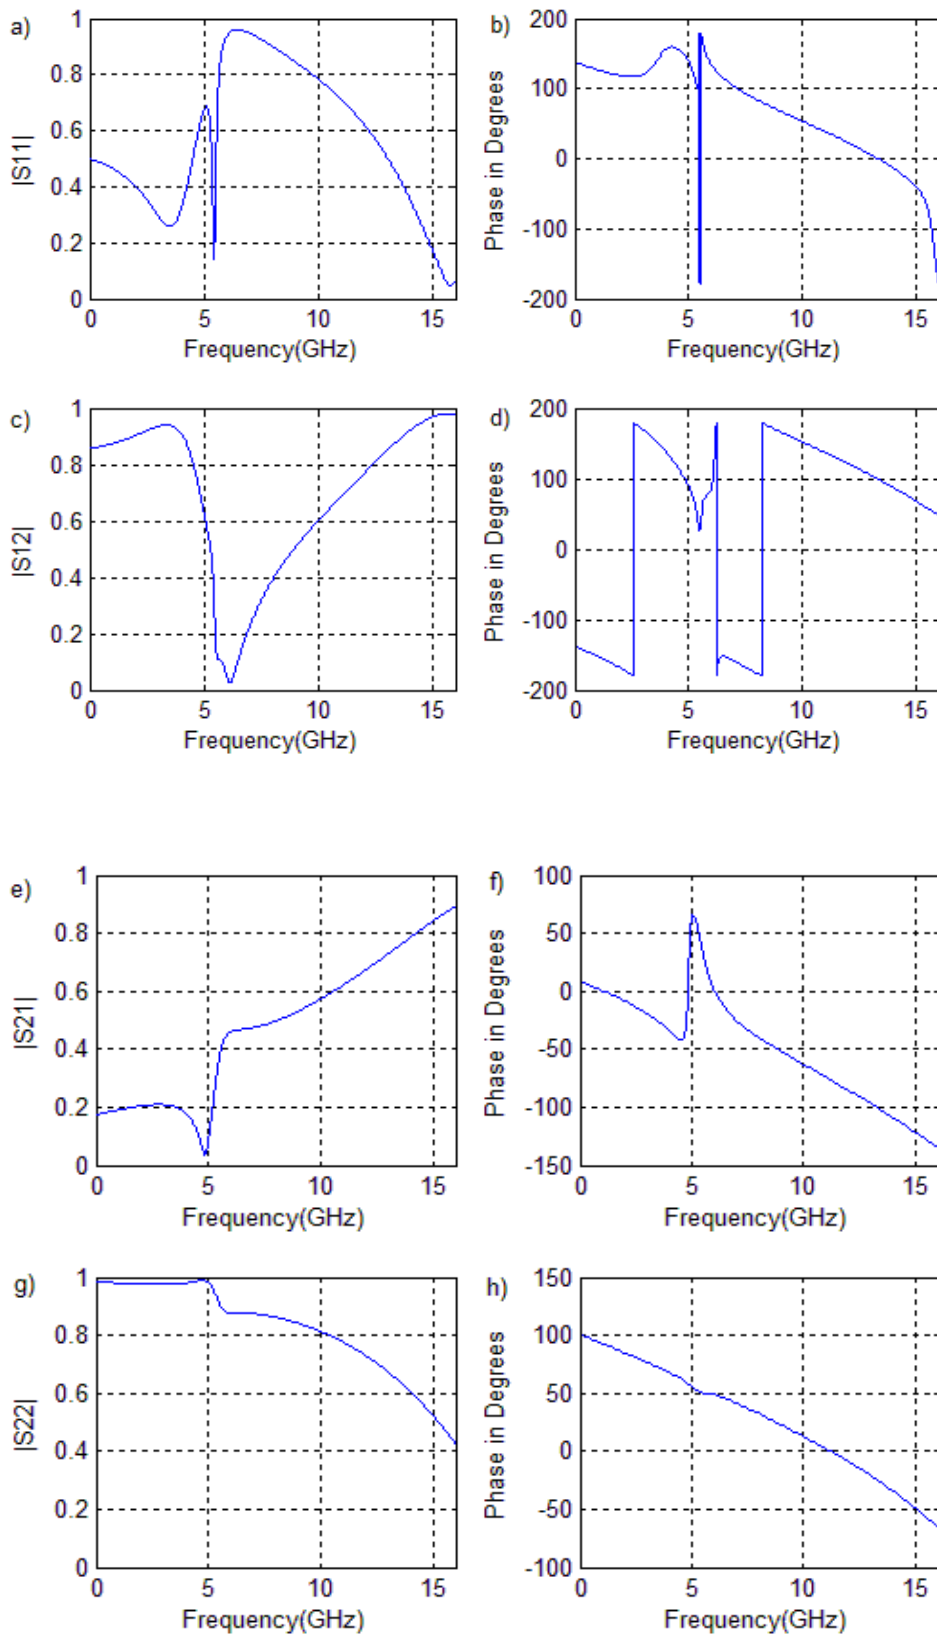 a)
|S11|
1
0.8
0.6
0.4
0.2
0
0 5 10 15
Frequency(GHz)
b)
Phase in Degrees
200
100
0
-100
-200
0 5 10 15
Frequency(GHz)
c)
|S12|
1
0.8
0.6
0.4
0.2
0
0 5 10 15
Frequency(GHz)
d)
Phase in Degrees
200
100
0
-100
-200
0 5 10 15
Frequency(GHz)
e)
|S21|
1
0.8
0.6
0.4
0.2
0
0 5 10 15
Frequency(GHz)
f)
Phase in Degrees
100
50
0
-50
-100
-150
0 5 10 15
Frequency(GHz)
g)
|S22|
1
0.8
0.6
0.4
0.2
0
0 5 10 15
Frequency(GHz)
h)
Phase in Degrees
150
100
50
0
-50
-100
0 5 10 15
Frequency(GHz)